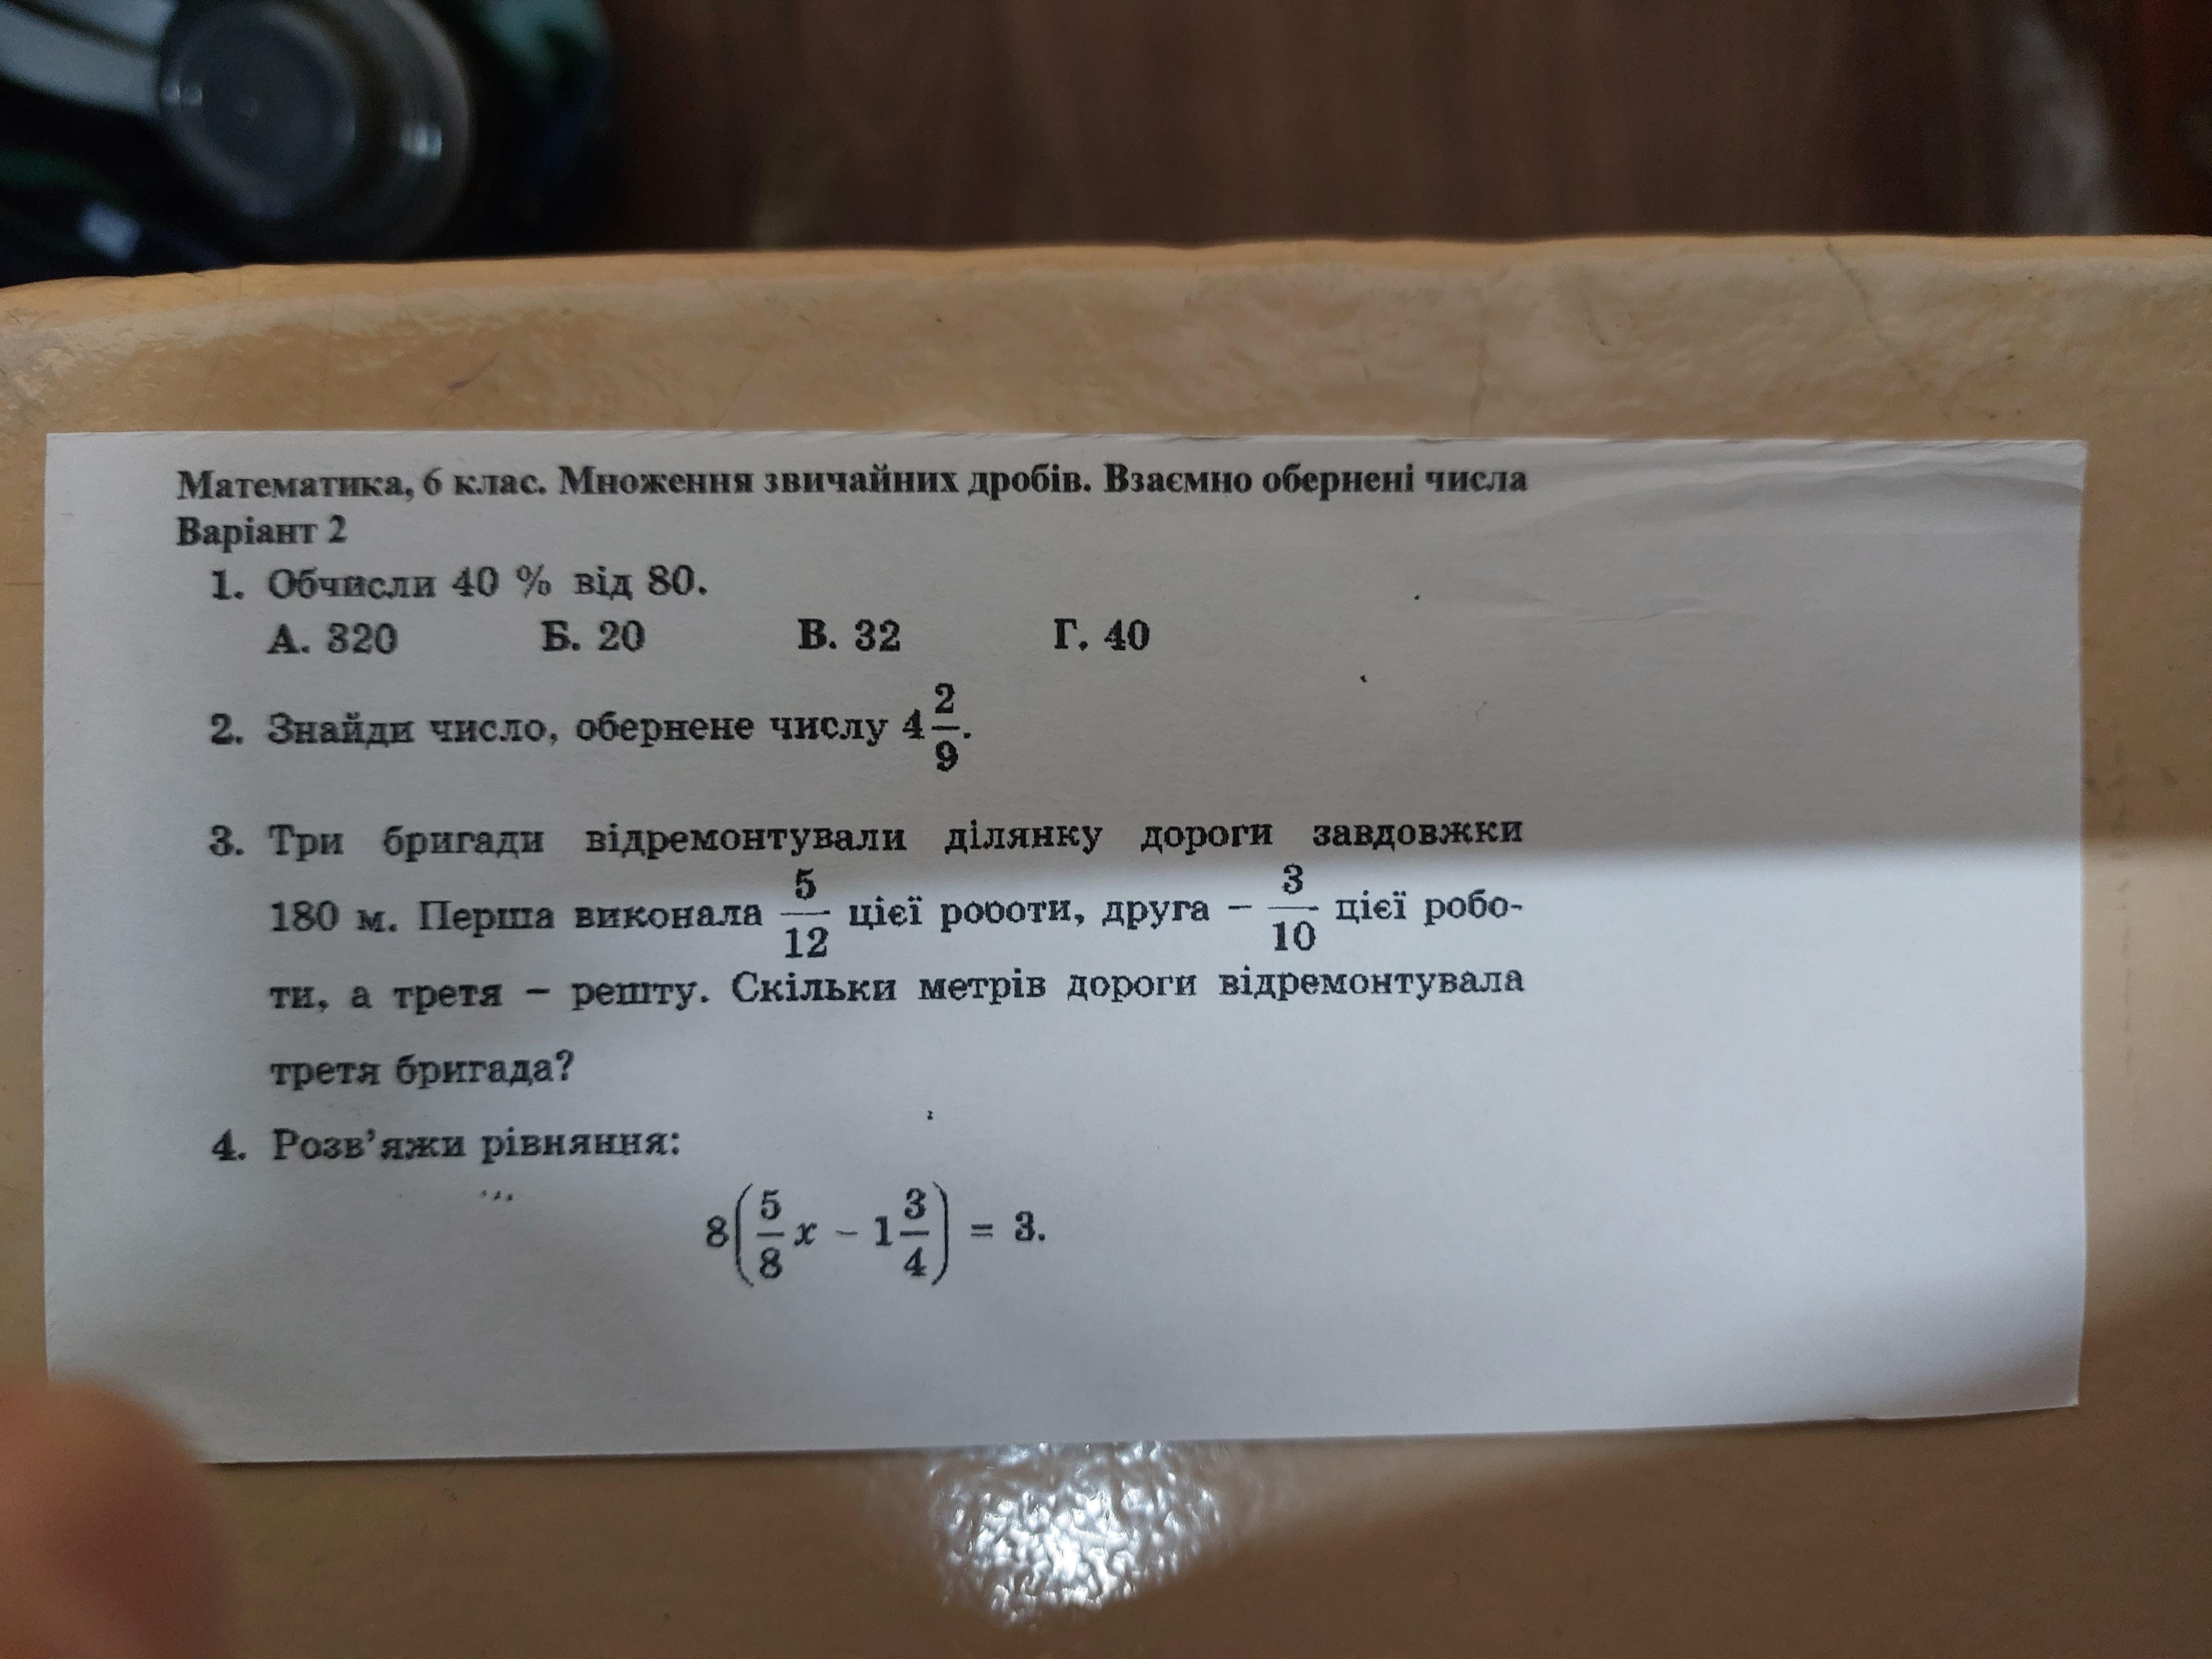 Математика, 6 клас. Множення звичайних дробів. Взаємно обернені числа
Варіант 2
1. Обчисли 40 % від 80.
А. 320 Б. 20 В. 32 Г. 40
2. Знайди число, обернене числу 4 2/9.
3. Три бригади відремонтували ділянку дороги завдовжки
180 м. Перша виконала 5/12 цієї роботи, друга – 3/10 цієї робо-
ти, а третя – решту. Скільки метрів дороги відремонтувала
третя бригада?
4. Розв’яжи рівняння:
8(5/8 x – 1 3/4) = 3.